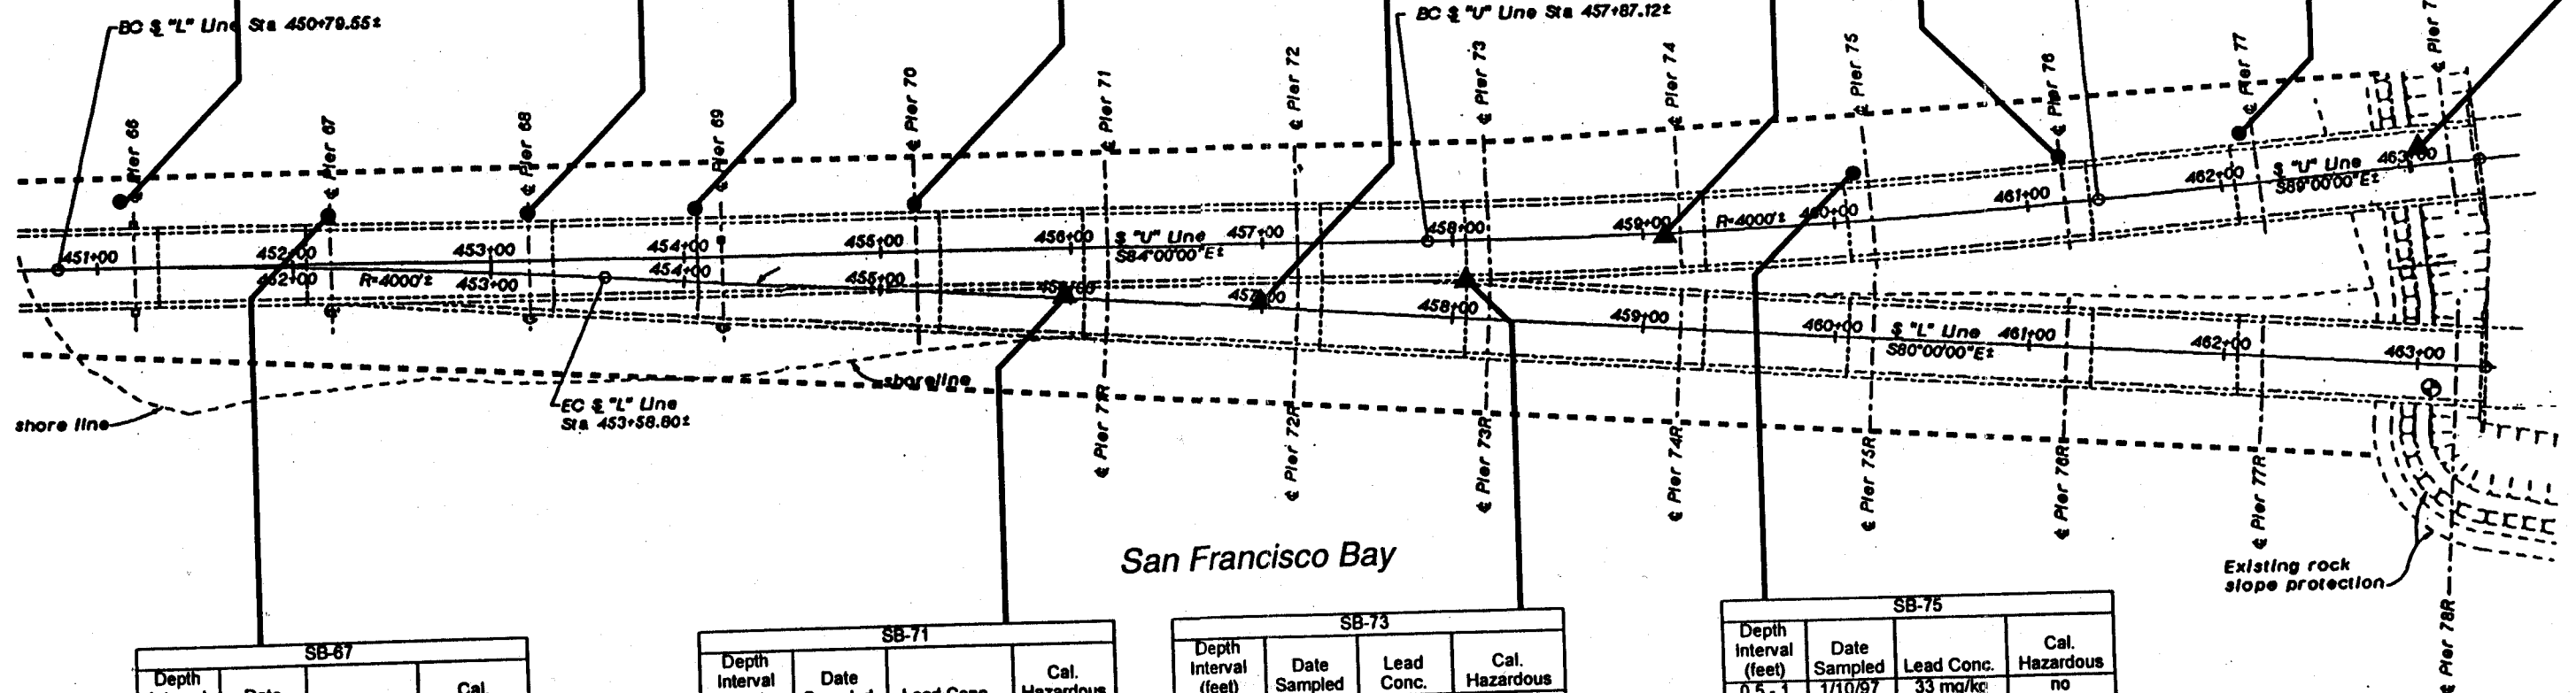 BC ℄ "L" Line Sta 450+79.55±
BC ℄ "U" Line Sta 457+87.12±
℄ Pier 66
℄ Pier 67
℄ Pier 68
℄ Pier 69
℄ Pier 70
℄ Pier 71
℄ Pier 72
℄ Pier 73
℄ Pier 74
℄ Pier 75
℄ Pier 76
℄ Pier 77
℄ Pier
451+00
452+00
453+00
454+00
455+00
456+00
℄ "U" Line
S84°00'00"E±
457+00
458+00
459+00
R=4000'±
460+00
461+00
462+00
℄ "U" Line
S89°00'00"E±
463+00
452+00
R=4000'±
453+00
454+00
455+00
458+00
459+00
460+00
℄ "L" Line
S80°00'00"E±
461+00
462+00
463+00
shore line
shoreline
EC ℄ "L" Line
Sta 453+58.80±
℄ Pier 71R
℄ Pier 72R
℄ Pier 73R
℄ Pier 74R
℄ Pier 75R
℄ Pier 76R
℄ Pier 77R
℄ Pier 78R
San Francisco Bay
Existing rock
slope protection
SB-67
Depth
Cal.
SB-71
Depth
Interval
Date
Cal.
Hazardous
SB-73
Depth
Interval
(feet)
Date
Sampled
Lead
Conc.
Cal.
Hazardous
SB-75
Depth
Interval
(feet)
Date
Sampled
Lead Conc.
Cal.
Hazardous
0.5 - 1 1/10/97 33 mg/kg no